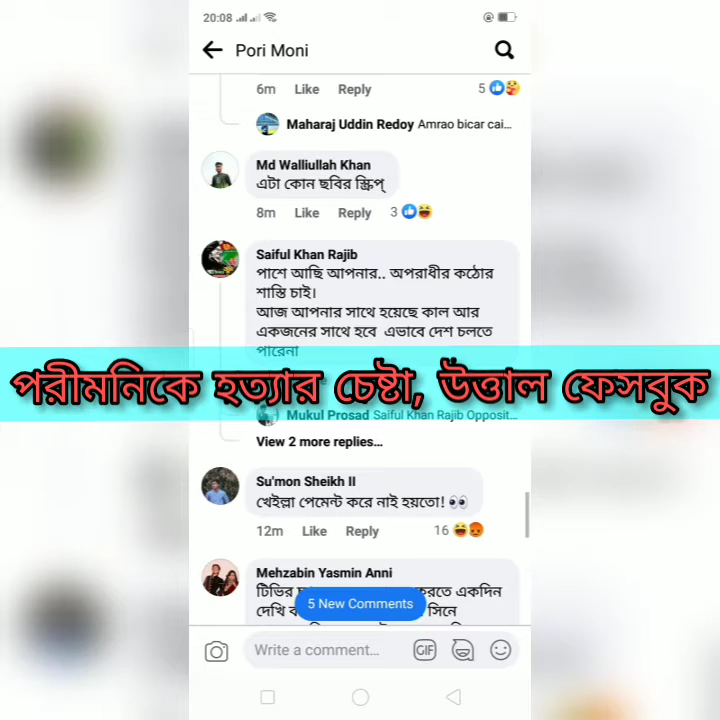 20:08
Pori Moni
6m Like Reply 5
Maharaj Uddin Redoy Amrao bicar cai...
Md Walliullah Khan
এটা কোন ছবির স্ক্রিপ্
8m Like Reply 3
Saiful Khan Rajib
পাশে আছি আপনার.. অপরাধীর কঠোর
শাস্তি চাই।
আজ আপনার সাথে হয়েছে কাল আর
একজনের সাথে হবে এভাবে দেশ চলতে
পারেনা
পরীমনিকে হত্যার চেষ্টা, উত্তাল ফেসবুক
Mukul Prosad Saiful Khan Rajib Opposit...
View 2 more replies...
Su'mon Sheikh II
খেইল্লা পেমেন্ট করে নাই হয়তো! 👀
12m Like Reply 16
Mehzabin Yasmin Anni
টিভির করতে একদিন
দেখি সিনে
5 New Comments
Write a comment... GIF